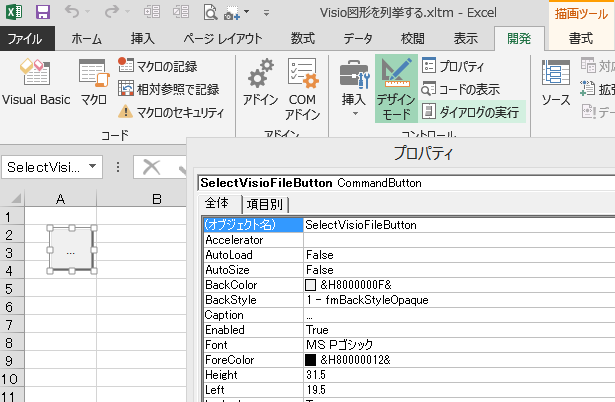 Visio図形を列挙する.xltm - Excel
描画ツール
ファイル ホーム 挿入 ページ レイアウト 数式 データ 校閲 表示 開発 書式
Visual Basic
マクロ
マクロの記録
相対参照で記録
マクロのセキュリティ
コード
アドイン
COM
アドイン
アドイン
挿入
デザイン
モード
プロパティ
コードの表示
ダイアログの実行
コントロール
ソース
拡張
デー
SelectVisi...
プロパティ
SelectVisioFileButton CommandButton
全体 項目別
(オブジェクト名) SelectVisioFileButton
Accelerator
AutoLoad False
AutoSize False
BackColor &H8000000F&
BackStyle 1 - fmBackStyleOpaque
Caption ...
Enabled True
Font MS Pゴシック
ForeColor &H80000012&
Height 31.5
Left 19.5
A B
1
2
3
4
5
6
7
8
9
10
11
...